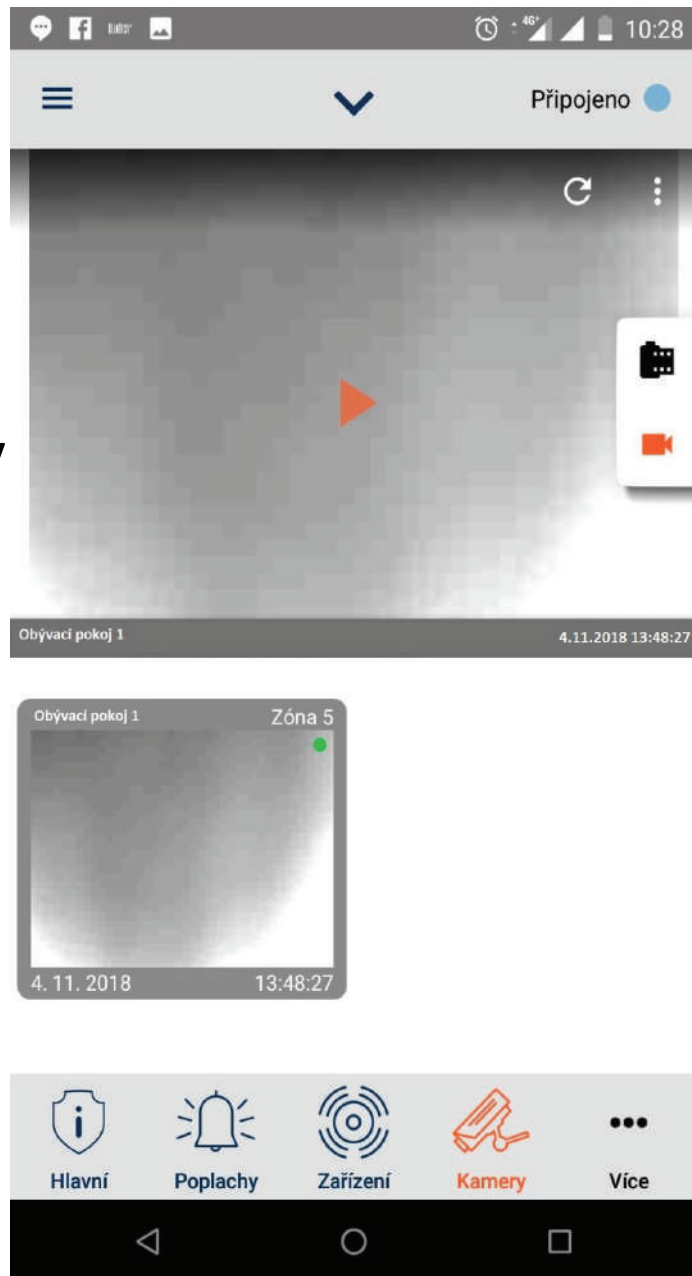 10:28
Připojeno
Obývací pokoj 1 4.11.2018 13:48:27
Obývací pokoj 1 Zóna 5
4. 11. 2018 13:48:27
Hlavní Poplachy Zařízení Kamery Více